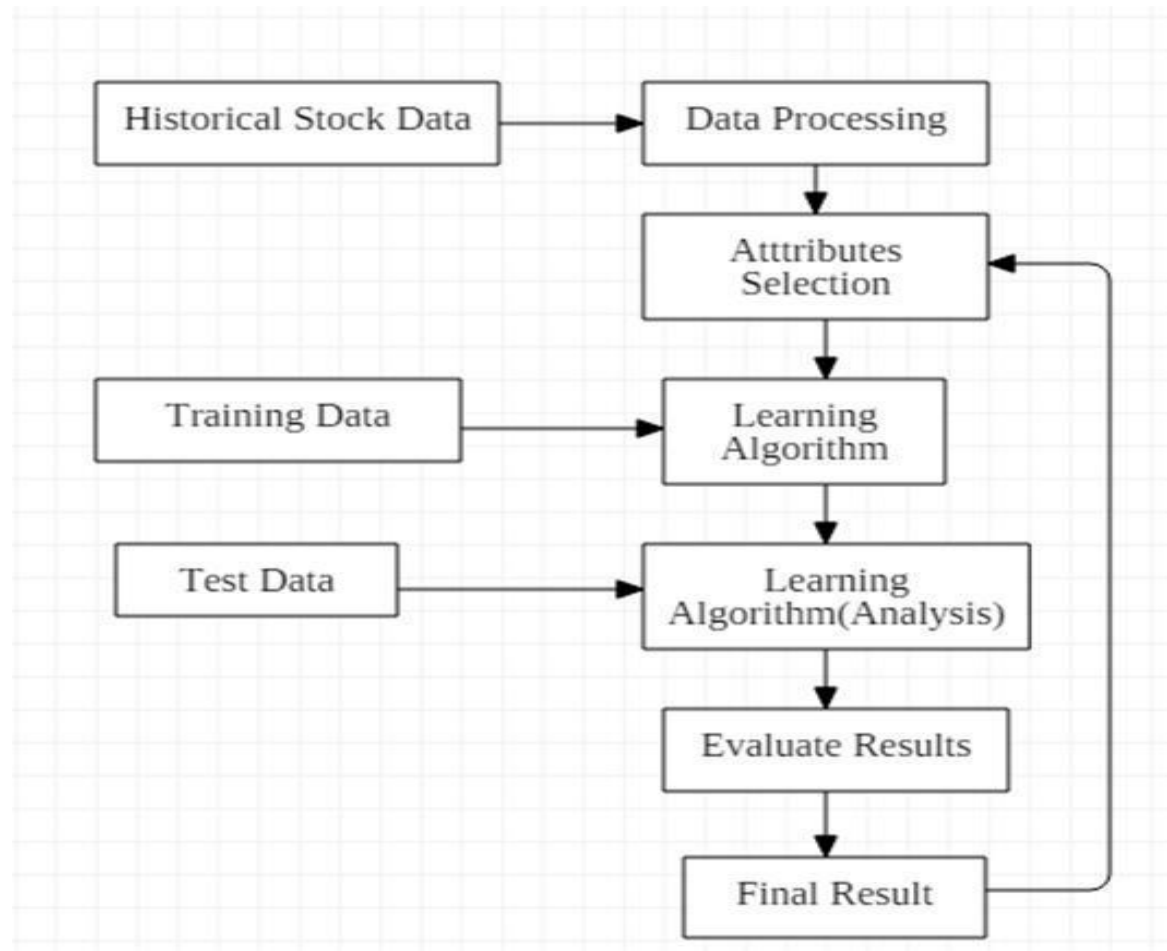 Historical Stock Data
Data Processing
Atttributes
Selection
Training Data
Learning
Algorithm
Test Data
Learning
Algorithm(Analysis)
Evaluate Results
Final Result